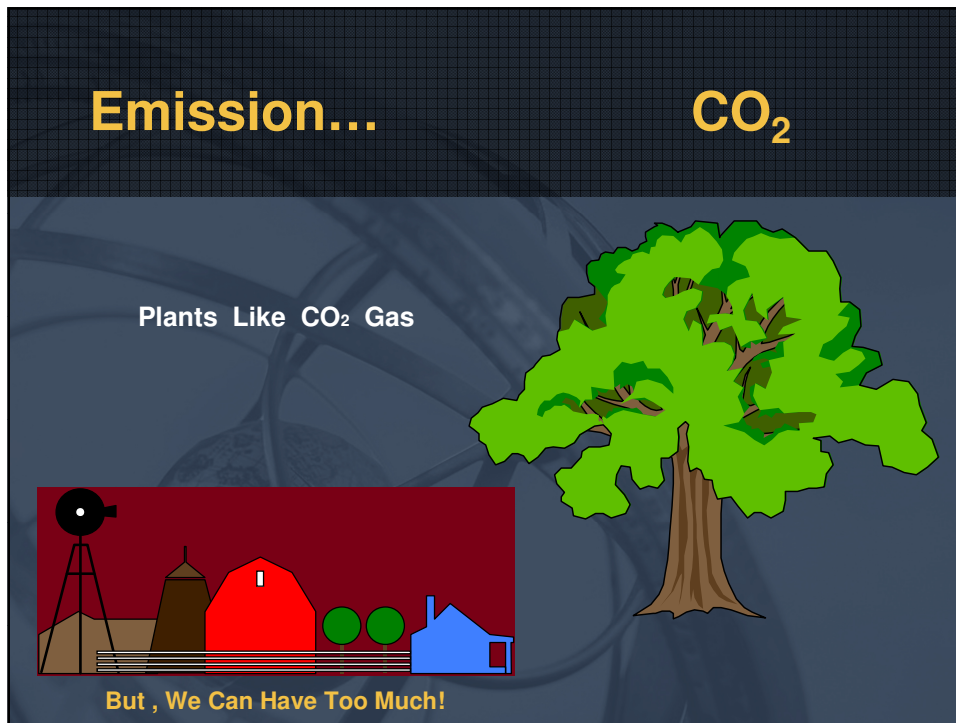 Emission… CO₂
Plants Like CO₂ Gas
But , We Can Have Too Much!